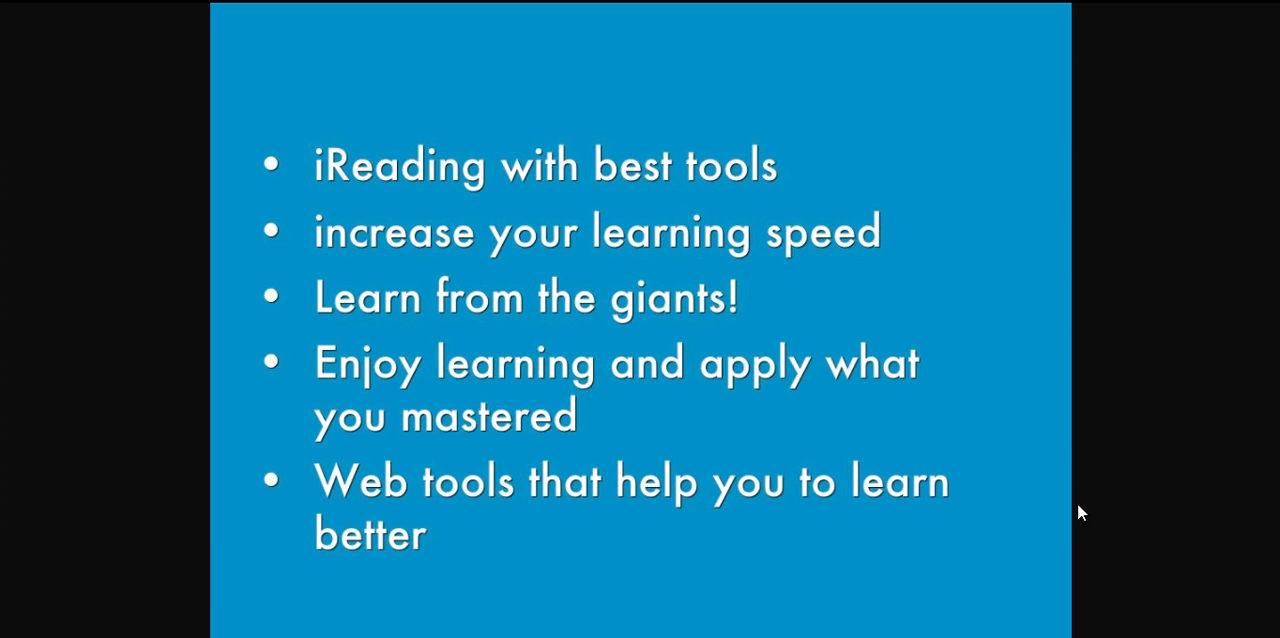 • iReading with best tools
• increase your learning speed
• Learn from the giants!
• Enjoy learning and apply what
you mastered
• Web tools that help you to learn
better